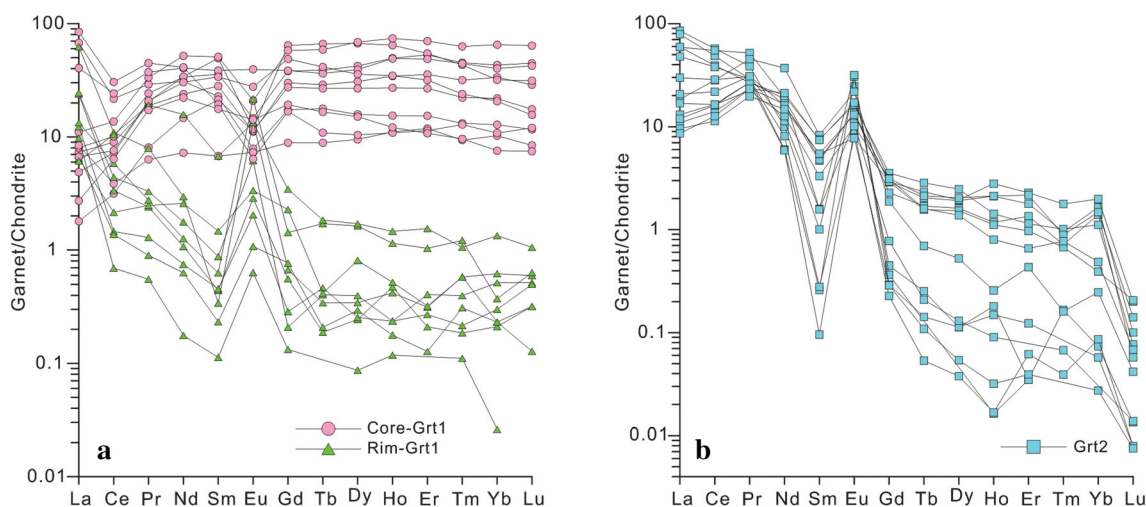 100
10
1
0.1
0.01
Garnet/Chondrite
a
Core-Grt1
Rim-Grt1
La Ce Pr Nd Sm Eu Gd Tb Dy Ho Er Tm Yb Lu
100
10
1
0.1
0.01
Garnet/Chondrite
b
Grt2
La Ce Pr Nd Sm Eu Gd Tb Dy Ho Er Tm Yb Lu